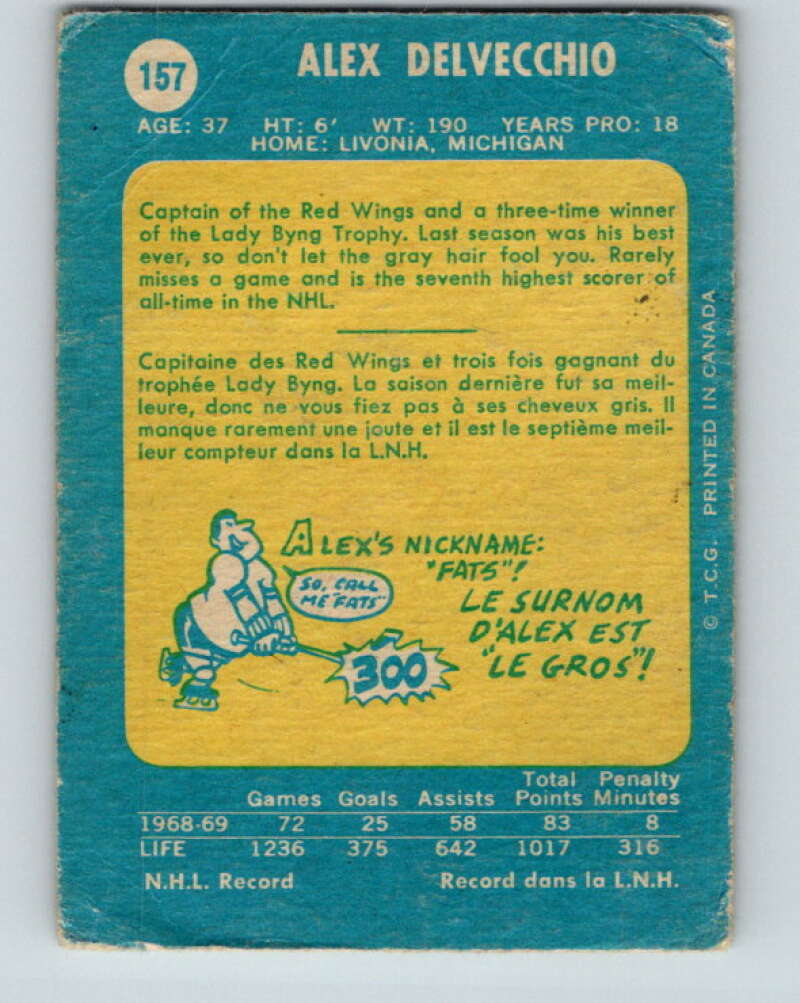 157
ALEX DELVECCHIO
AGE: 37 HT: 6' WT: 190 YEARS PRO: 18
HOME: LIVONIA, MICHIGAN
Captain of the Red Wings and a three-time winner
of the Lady Byng Trophy. Last season was his best
ever, so don't let the gray hair fool you. Rarely
misses a game and is the seventh highest scorer of
all-time in the NHL.
Capitaine des Red Wings et trois fois gagnant du
trophée Lady Byng. La saison dernière fut sa meil-
leure, donc ne vous fiez pas à ses cheveux gris. Il
manque rarement une joute et il est le septième meil-
leur compteur dans la L.N.H.
ALEX'S NICKNAME:
"FATS"!
SO, CALL
ME "FATS"
LE SURNOM
D'ALEX EST
"LE GROS"!
300
© T.C.G. PRINTED IN CANADA
Total Penalty
Games Goals Assists Points Minutes
1968-69 72 25 58 83 8
LIFE 1236 375 642 1017 316
N.H.L. Record Record dans la L.N.H.